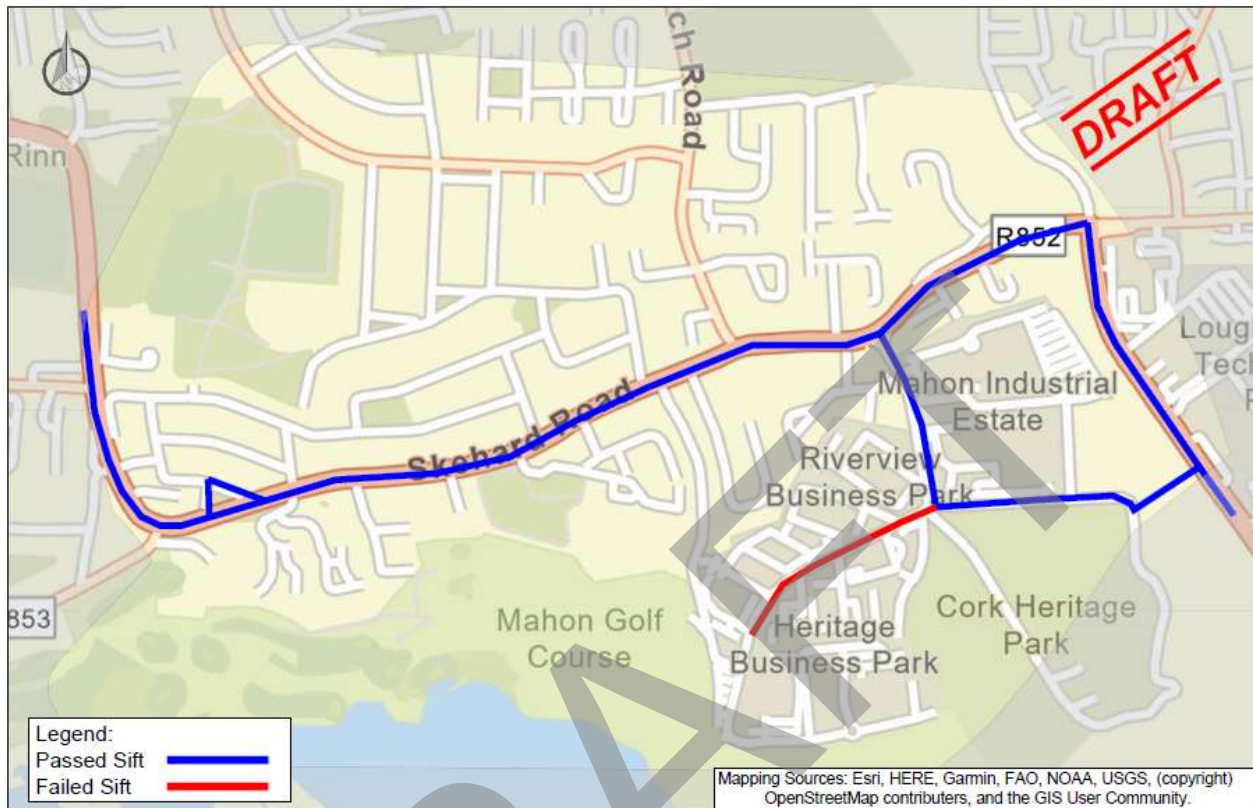 ch Road
DRAFT
Rinn
R852
Loug
Tech
Mahon Industrial
Estate
Skehard Road
Riverview
Business Park
853
Mahon Golf
Course
Heritage
Business Park
Cork Heritage
Park
DRAFT
Legend:
Passed Sift
Failed Sift
Mapping Sources: Esri, HERE, Garmin, FAO, NOAA, USGS, (copyright)
OpenStreetMap contributers, and the GIS User Community.